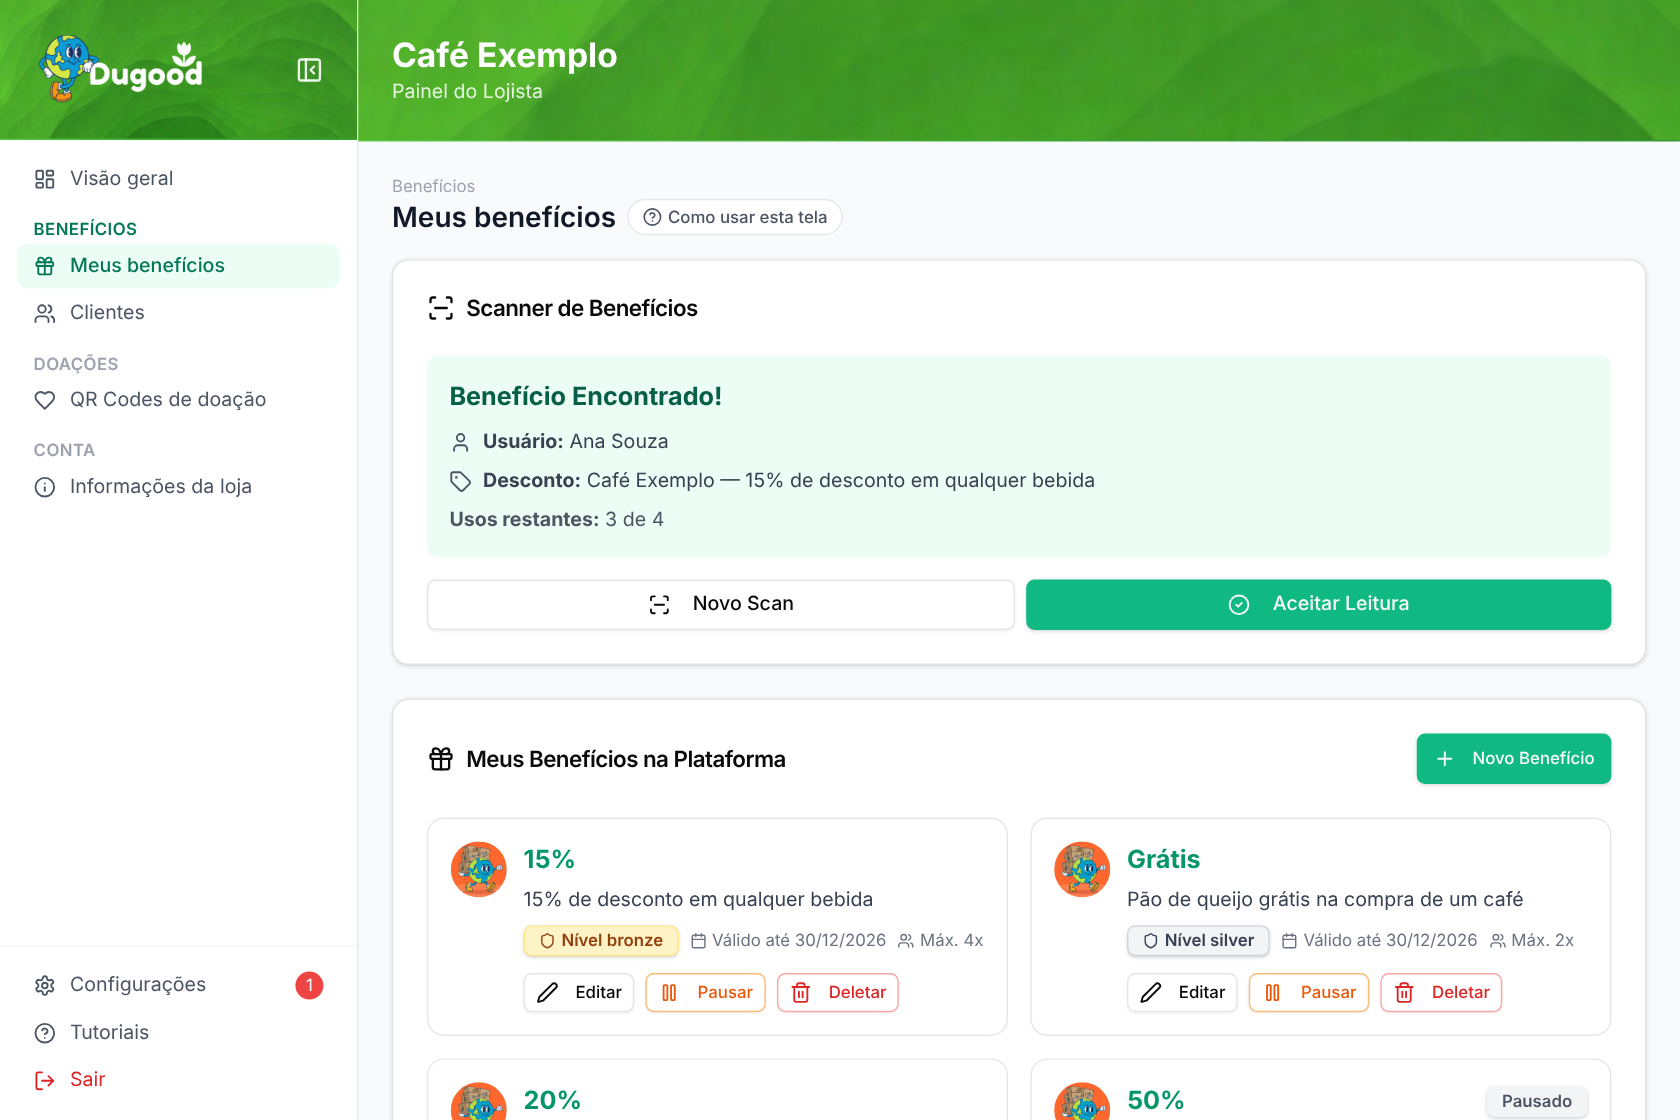 Dugood
Café Exemplo
Painel do Lojista
Visão geral
BENEFÍCIOS
Meus benefícios
Clientes
DOAÇÕES
QR Codes de doação
CONTA
Informações da loja
Configurações 1
Tutoriais
Sair
Benefícios
Meus benefícios
Como usar esta tela
Scanner de Benefícios
Benefício Encontrado!
Usuário: Ana Souza
Desconto: Café Exemplo — 15% de desconto em qualquer bebida
Usos restantes: 3 de 4
Novo Scan
Aceitar Leitura
Meus Benefícios na Plataforma
Novo Benefício
15%
15% de desconto em qualquer bebida
Nível bronze Válido até 30/12/2026 Máx. 4x
Editar Pausar Deletar
Grátis
Pão de queijo grátis na compra de um café
Nível silver Válido até 30/12/2026 Máx. 2x
Editar Pausar Deletar
20%
50%
Pausado